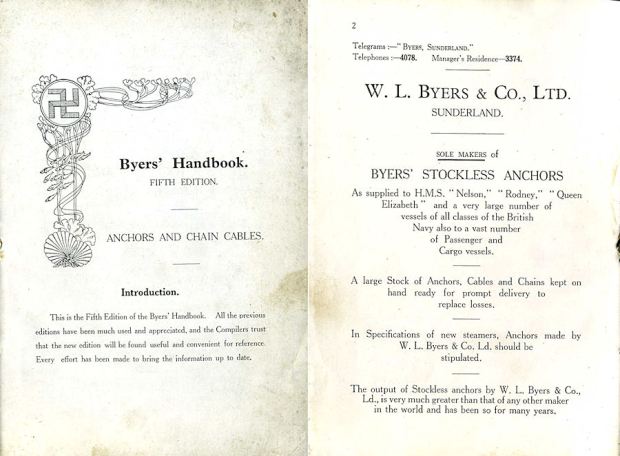 Byers' Handbook.
FIFTH EDITION.
ANCHORS AND CHAIN CABLES.
Introduction.
This is the Fifth Edition of the Byers' Handbook. All the previous
editions have been much used and appreciated, and the Compilers trust
that the new edition will be found useful and convenient for reference.
Every effort has been made to bring the information up to date.
2
Telegrams :—"BYERS, SUNDERLAND."
Telephones :—4078. Manager's Residence—3374.
W. L. BYERS & CO., LTD.
SUNDERLAND.
SOLE MAKERS of
BYERS' STOCKLESS ANCHORS
As supplied to H.M.S. "Nelson," "Rodney," "Queen
Elizabeth" and a very large number of
vessels of all classes of the British
Navy also to a vast number
of Passenger and
Cargo vessels.
A large Stock of Anchors, Cables and Chains kept on
hand ready for prompt delivery to
replace losses.
In Specifications of new steamers, Anchors made by
W. L. Byers & Co. Ld. should be
stipulated.
The output of Stockless anchors by W. L. Byers & Co.,
Ld., is very much greater than that of any other maker
in the world and has been so for many years.